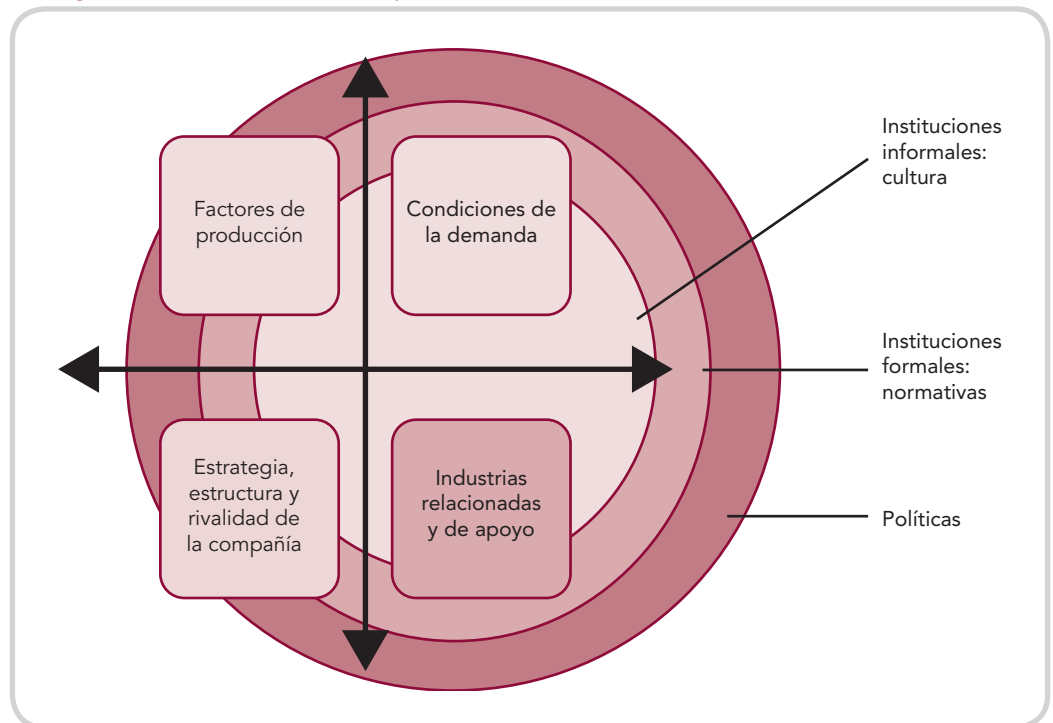 Factores de
producción
Condiciones de
la demanda
Estrategia,
estructura y
rivalidad de
la compañía
Industrias
relacionadas
y de apoyo
Instituciones
informales:
cultura
Instituciones
formales:
normativas
Políticas